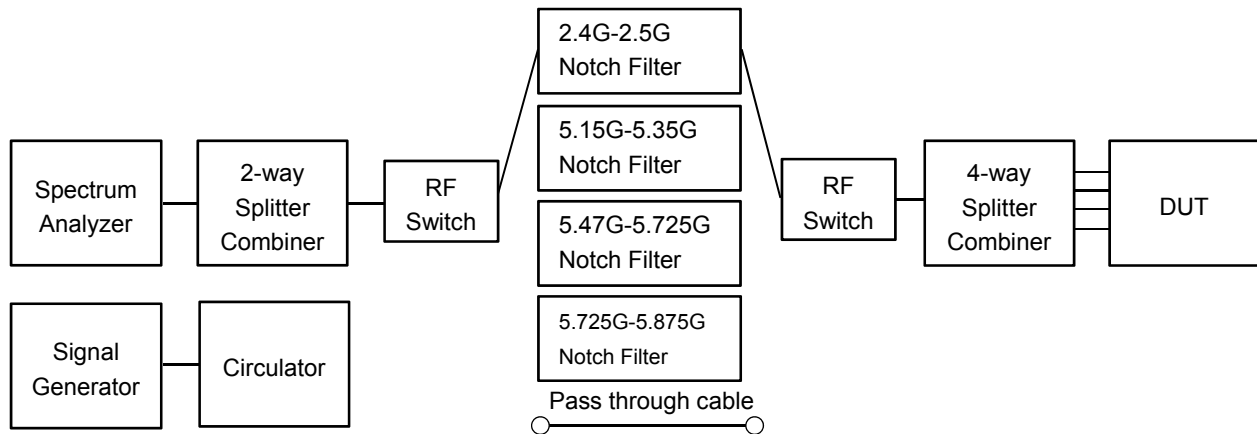 2.4G-2.5G
Notch Filter
5.15G-5.35G
Notch Filter
5.47G-5.725G
Notch Filter
5.725G-5.875G
Notch Filter
Pass through cable
Spectrum
Analyzer
2-way
Splitter
Combiner
RF
Switch
RF
Switch
4-way
Splitter
Combiner
DUT
Signal
Generator
Circulator